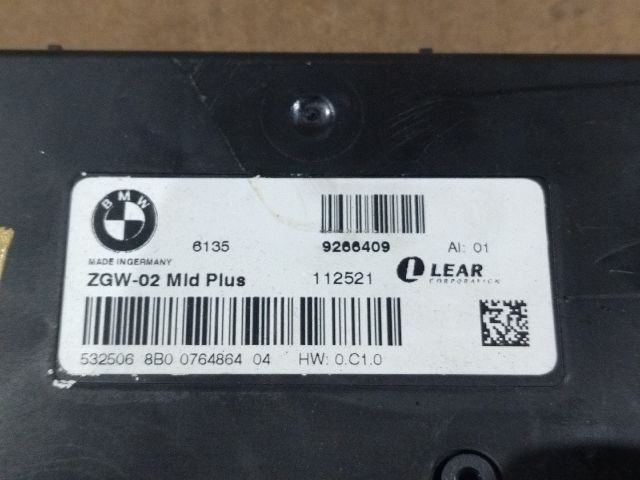 BMW
6135 9266409 AI: 01
MADE IN GERMANY
ZGW-02 Mid Plus 112521 LEAR
CORPORATION
532506 8B0 0764864 04 HW: 0.C1.0